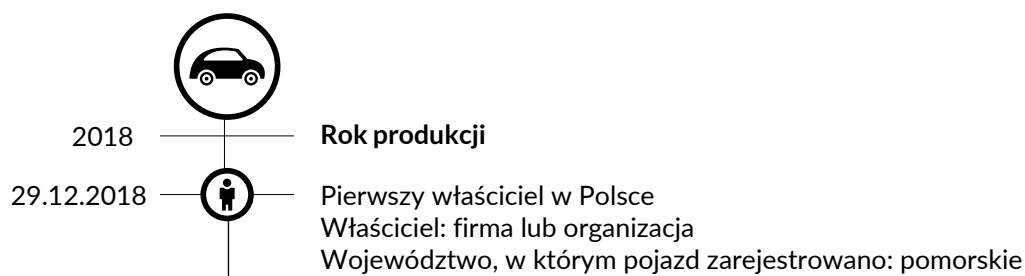 2018
Rok produkcji
29.12.2018
Pierwszy właściciel w Polsce
Właściciel: firma lub organizacja
Województwo, w którym pojazd zarejestrowano: pomorskie